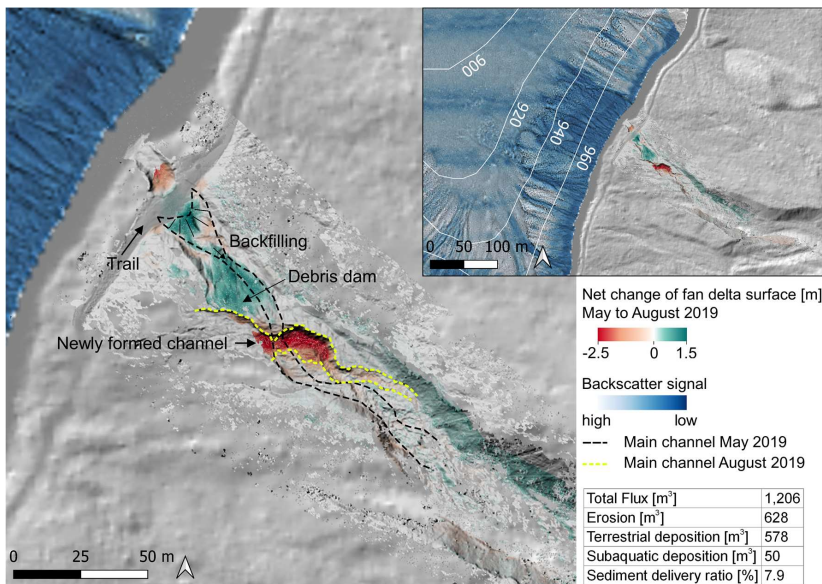 Trail
Backfilling
Debris dam
Newly formed channel
0 25 50 m
900
920
940
960
0 50 100 m
Net change of fan delta surface [m]
May to August 2019
-2.5 0 1.5
Backscatter signal
high low
Main channel May 2019
Main channel August 2019
Total Flux [m³] 1,206
Erosion [m³] 628
Terrestrial deposition [m³] 578
Subaquatic deposition [m³] 50
Sediment delivery ratio [%] 7.9